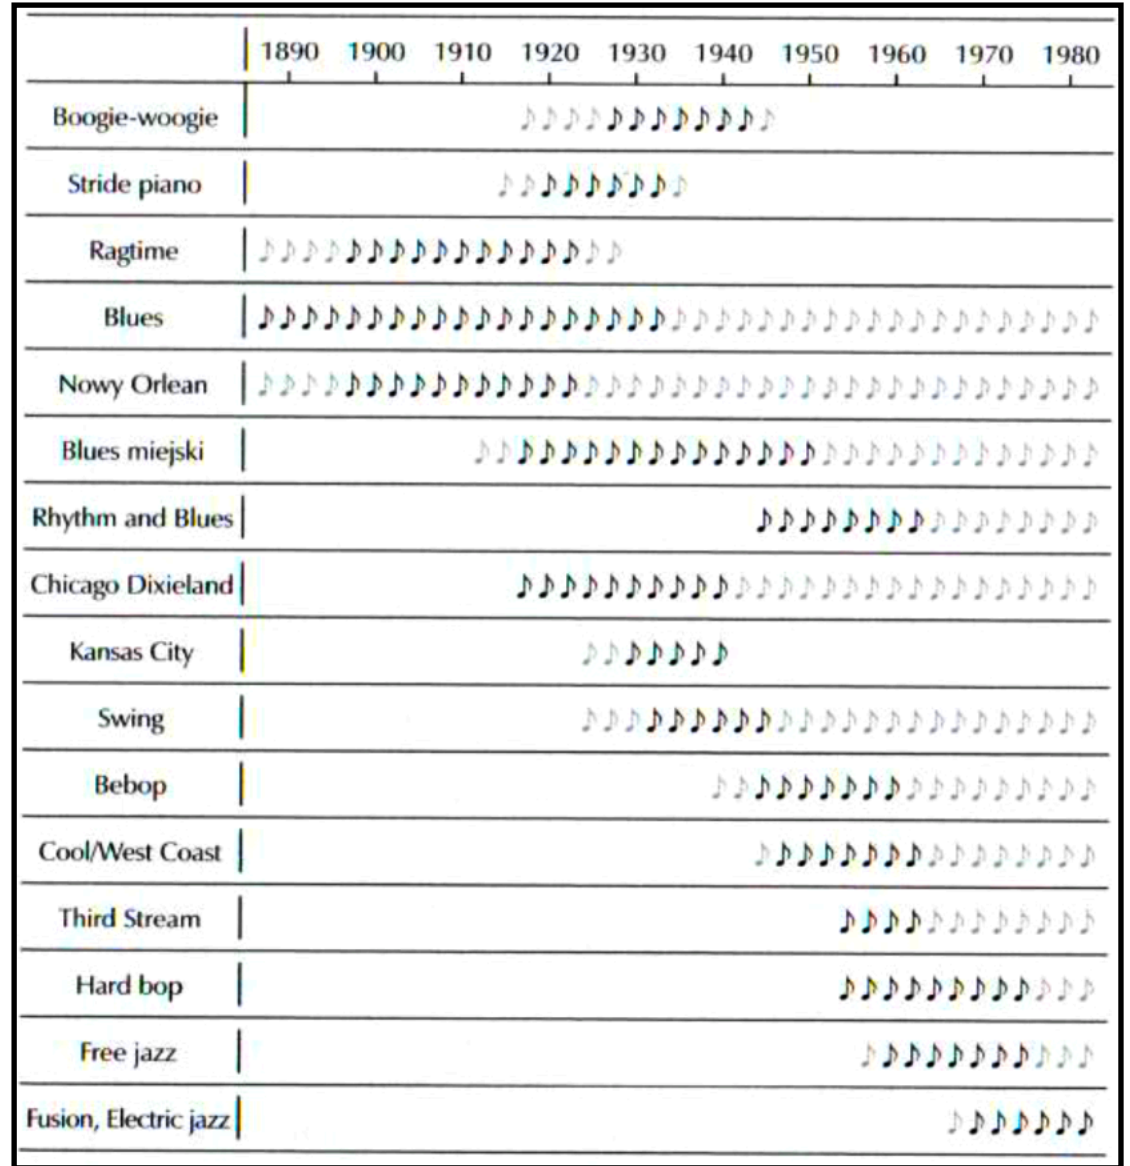 1890 1900 1910 1920 1930 1940 1950 1960 1970 1980
Boogie-woogie
Stride piano
Ragtime
Blues
Nowy Orlean
Blues miejski
Rhythm and Blues
Chicago Dixieland
Kansas City
Swing
Bebop
Cool/West Coast
Third Stream
Hard bop
Free jazz
Fusion, Electric jazz